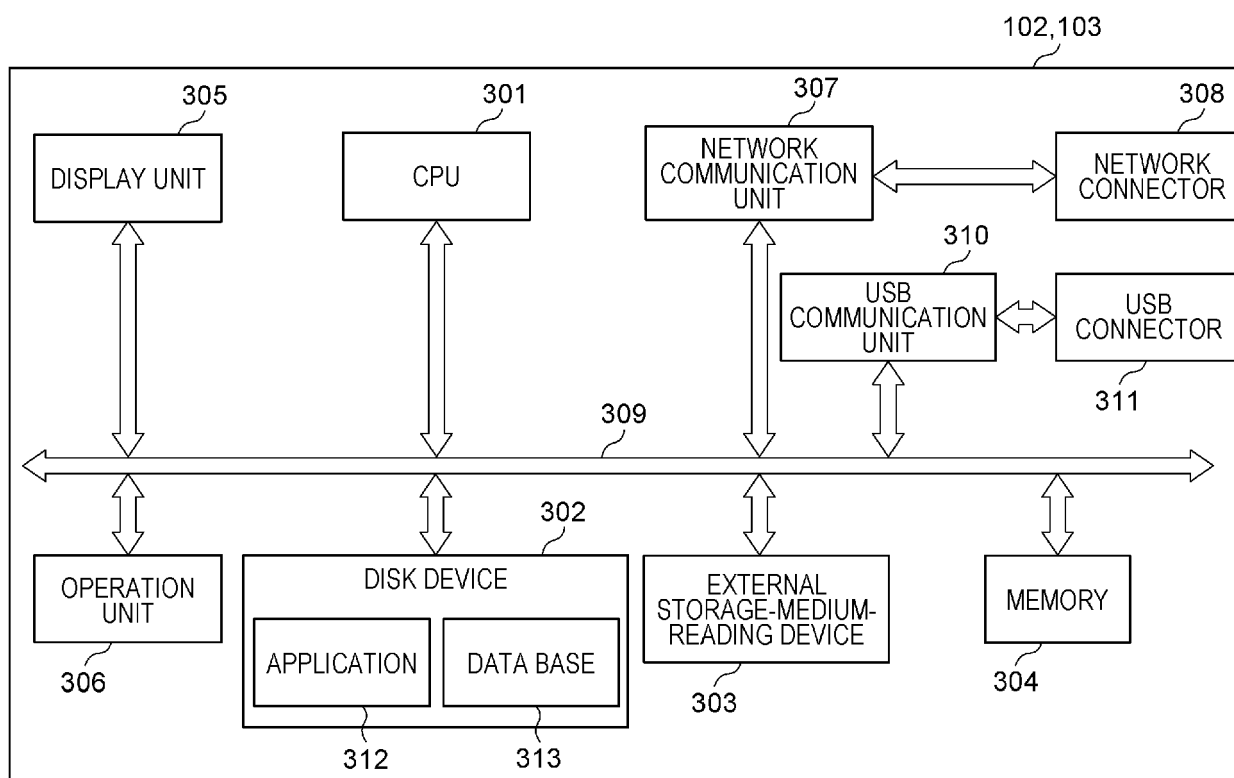 102,103
305
301
307
308
DISPLAY UNIT
CPU
NETWORK
COMMUNICATION
UNIT
NETWORK
CONNECTOR
310
USB
COMMUNICATION
UNIT
USB
CONNECTOR
311
309
302
OPERATION
UNIT
DISK DEVICE
EXTERNAL
STORAGE-MEDIUM-
READING DEVICE
MEMORY
APPLICATION
DATA BASE
306
303
304
312
313